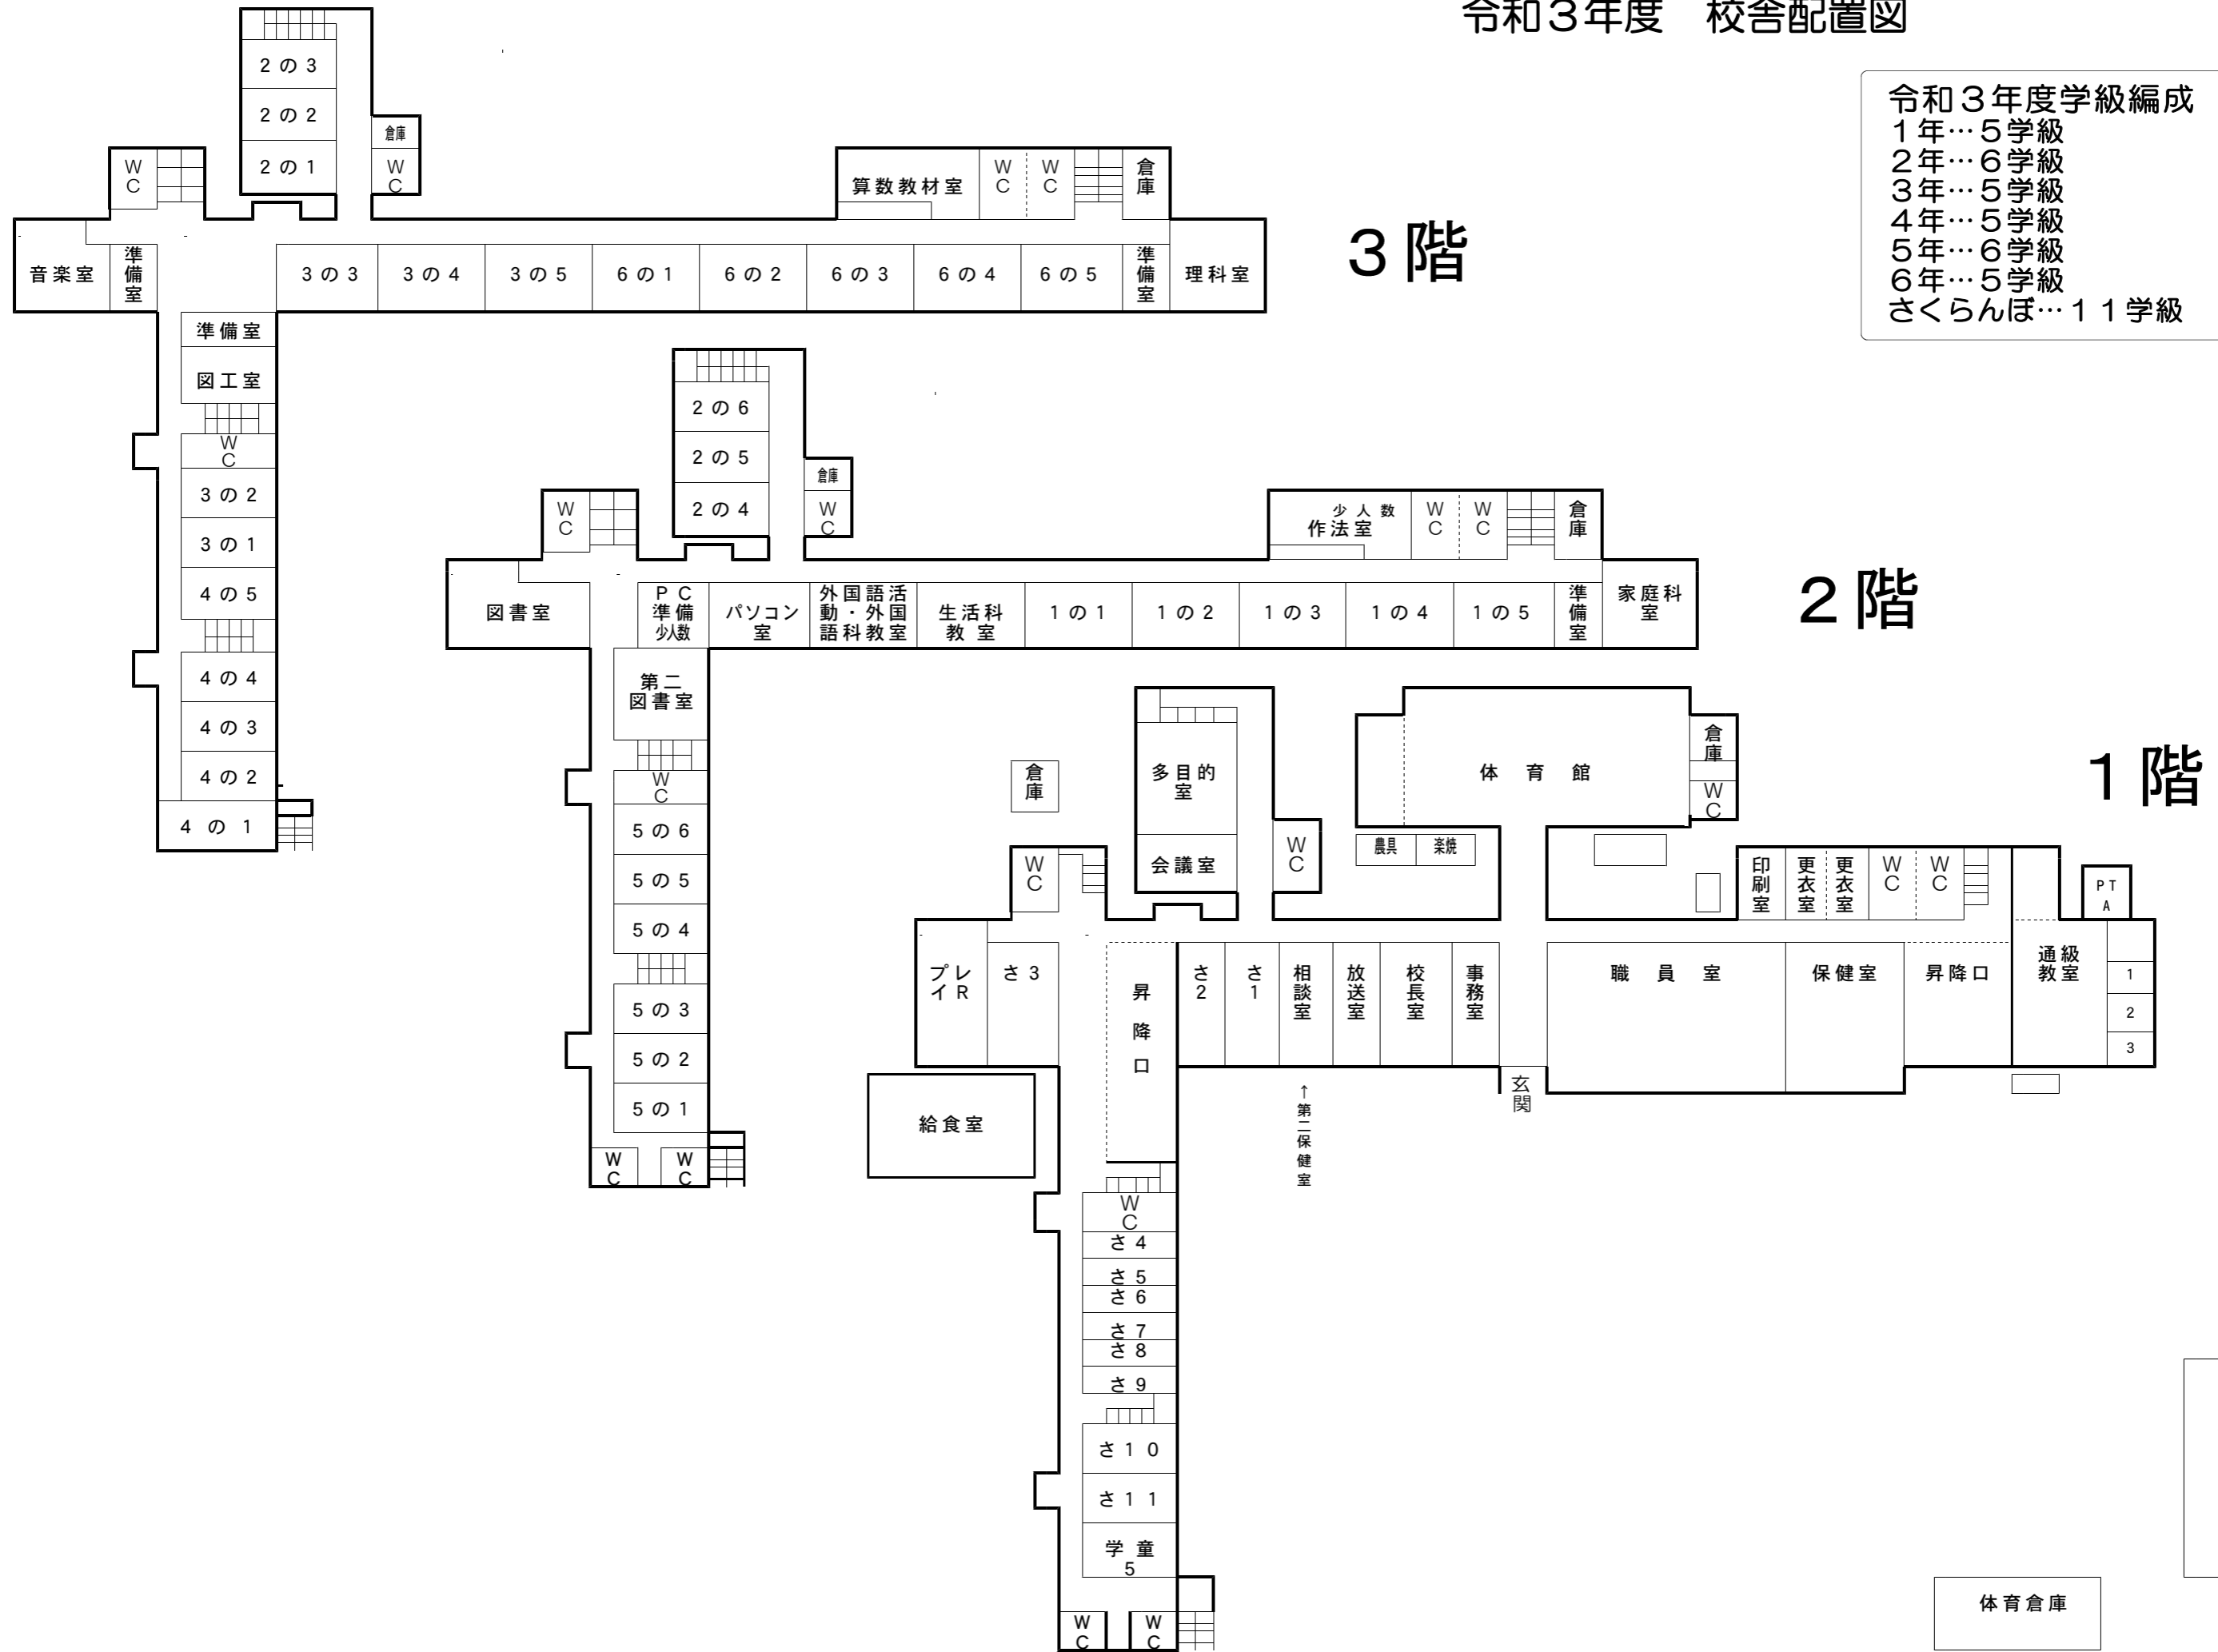 令和３年度　校舎配置図
令和３年度学級編成
１年…５学級
２年…６学級
３年…５学級
４年…５学級
５年…６学級
６年…５学級
さくらんぼ…１１学級
３階
２の３
２の２
２の１
倉庫
WC
WC
算数教材室
WC
WC
倉庫
音楽室
準備室
３の３
３の４
３の５
６の１
６の２
６の３
６の４
６の５
準備室
理科室
準備室
図工室
WC
３の２
３の１
４の５
４の４
４の３
４の２
４の１
２階
２の６
２の５
２の４
倉庫
WC
WC
少人数
作法室
WC
WC
倉庫
図書室
ＰＣ
準備
少人数
パソコン
室
外国語活
動・外国
語科教室
生活科
教室
１の１
１の２
１の３
１の４
１の５
準備室
家庭科
室
第二
図書室
WC
５の６
５の５
５の４
５の３
５の２
５の１
WC
WC
１階
倉庫
多目的
室
会議室
WC
WC
体育館
倉庫
WC
農具
楽焼
印刷室
更衣室
更衣室
WC
WC
ＰＴ
Ａ
プレ
イＲ
さ３
昇降口
さ２
さ１
相談室
放送室
校長室
事務室
職員室
保健室
昇降口
通級
教室
１
２
３
↑第二保健室
玄関
給食室
WC
さ４
さ５
さ６
さ７
さ８
さ９
さ１０
さ１１
学童
５
WC
WC
体育倉庫